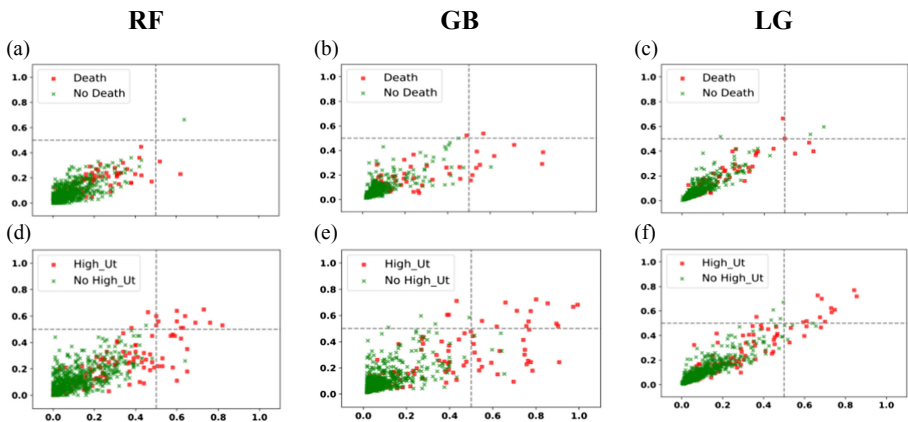 RF GB LG
(a) (b) (c)
1.0 1.0 1.0
Death Death Death
No Death No Death No Death
0.8 0.8 0.8
0.6 0.6 0.6
0.4 0.4 0.4
0.2 0.2 0.2
0.0 0.0 0.0
(d) (e) (f)
1.0 1.0 1.0
High_Ut High_Ut High_Ut
No High_Ut No High_Ut No High_Ut
0.8 0.8 0.8
0.6 0.6 0.6
0.4 0.4 0.4
0.2 0.2 0.2
0.0 0.0 0.0
0.0 0.2 0.4 0.6 0.8 1.0 0.0 0.2 0.4 0.6 0.8 1.0 0.0 0.2 0.4 0.6 0.8 1.0